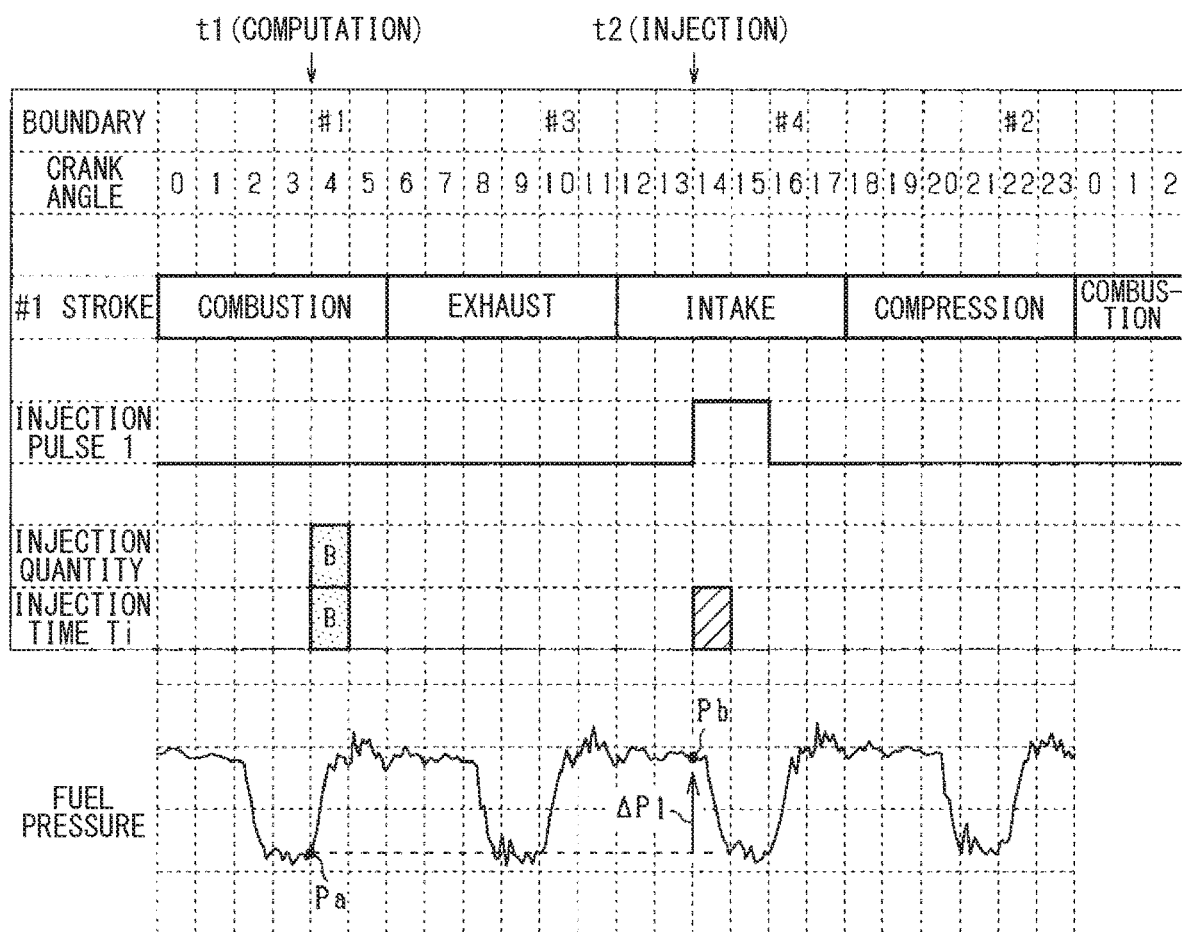 t1(COMPUTATION) t2(INJECTION)
BOUNDARY #1 #3 #4 #2
CRANK ANGLE 0 1 2 3 4 5 6 7 8 9 10 11 12 13 14 15 16 17 18 19 20 21 22 23 0 1 2
#1 STROKE COMBUSTION EXHAUST INTAKE COMPRESSION COMBUS-
TION
INJECTION
PULSE 1
INJECTION
QUANTITY B
INJECTION
TIME Ti B
Pb
FUEL
PRESSURE
ΔP1
Pa